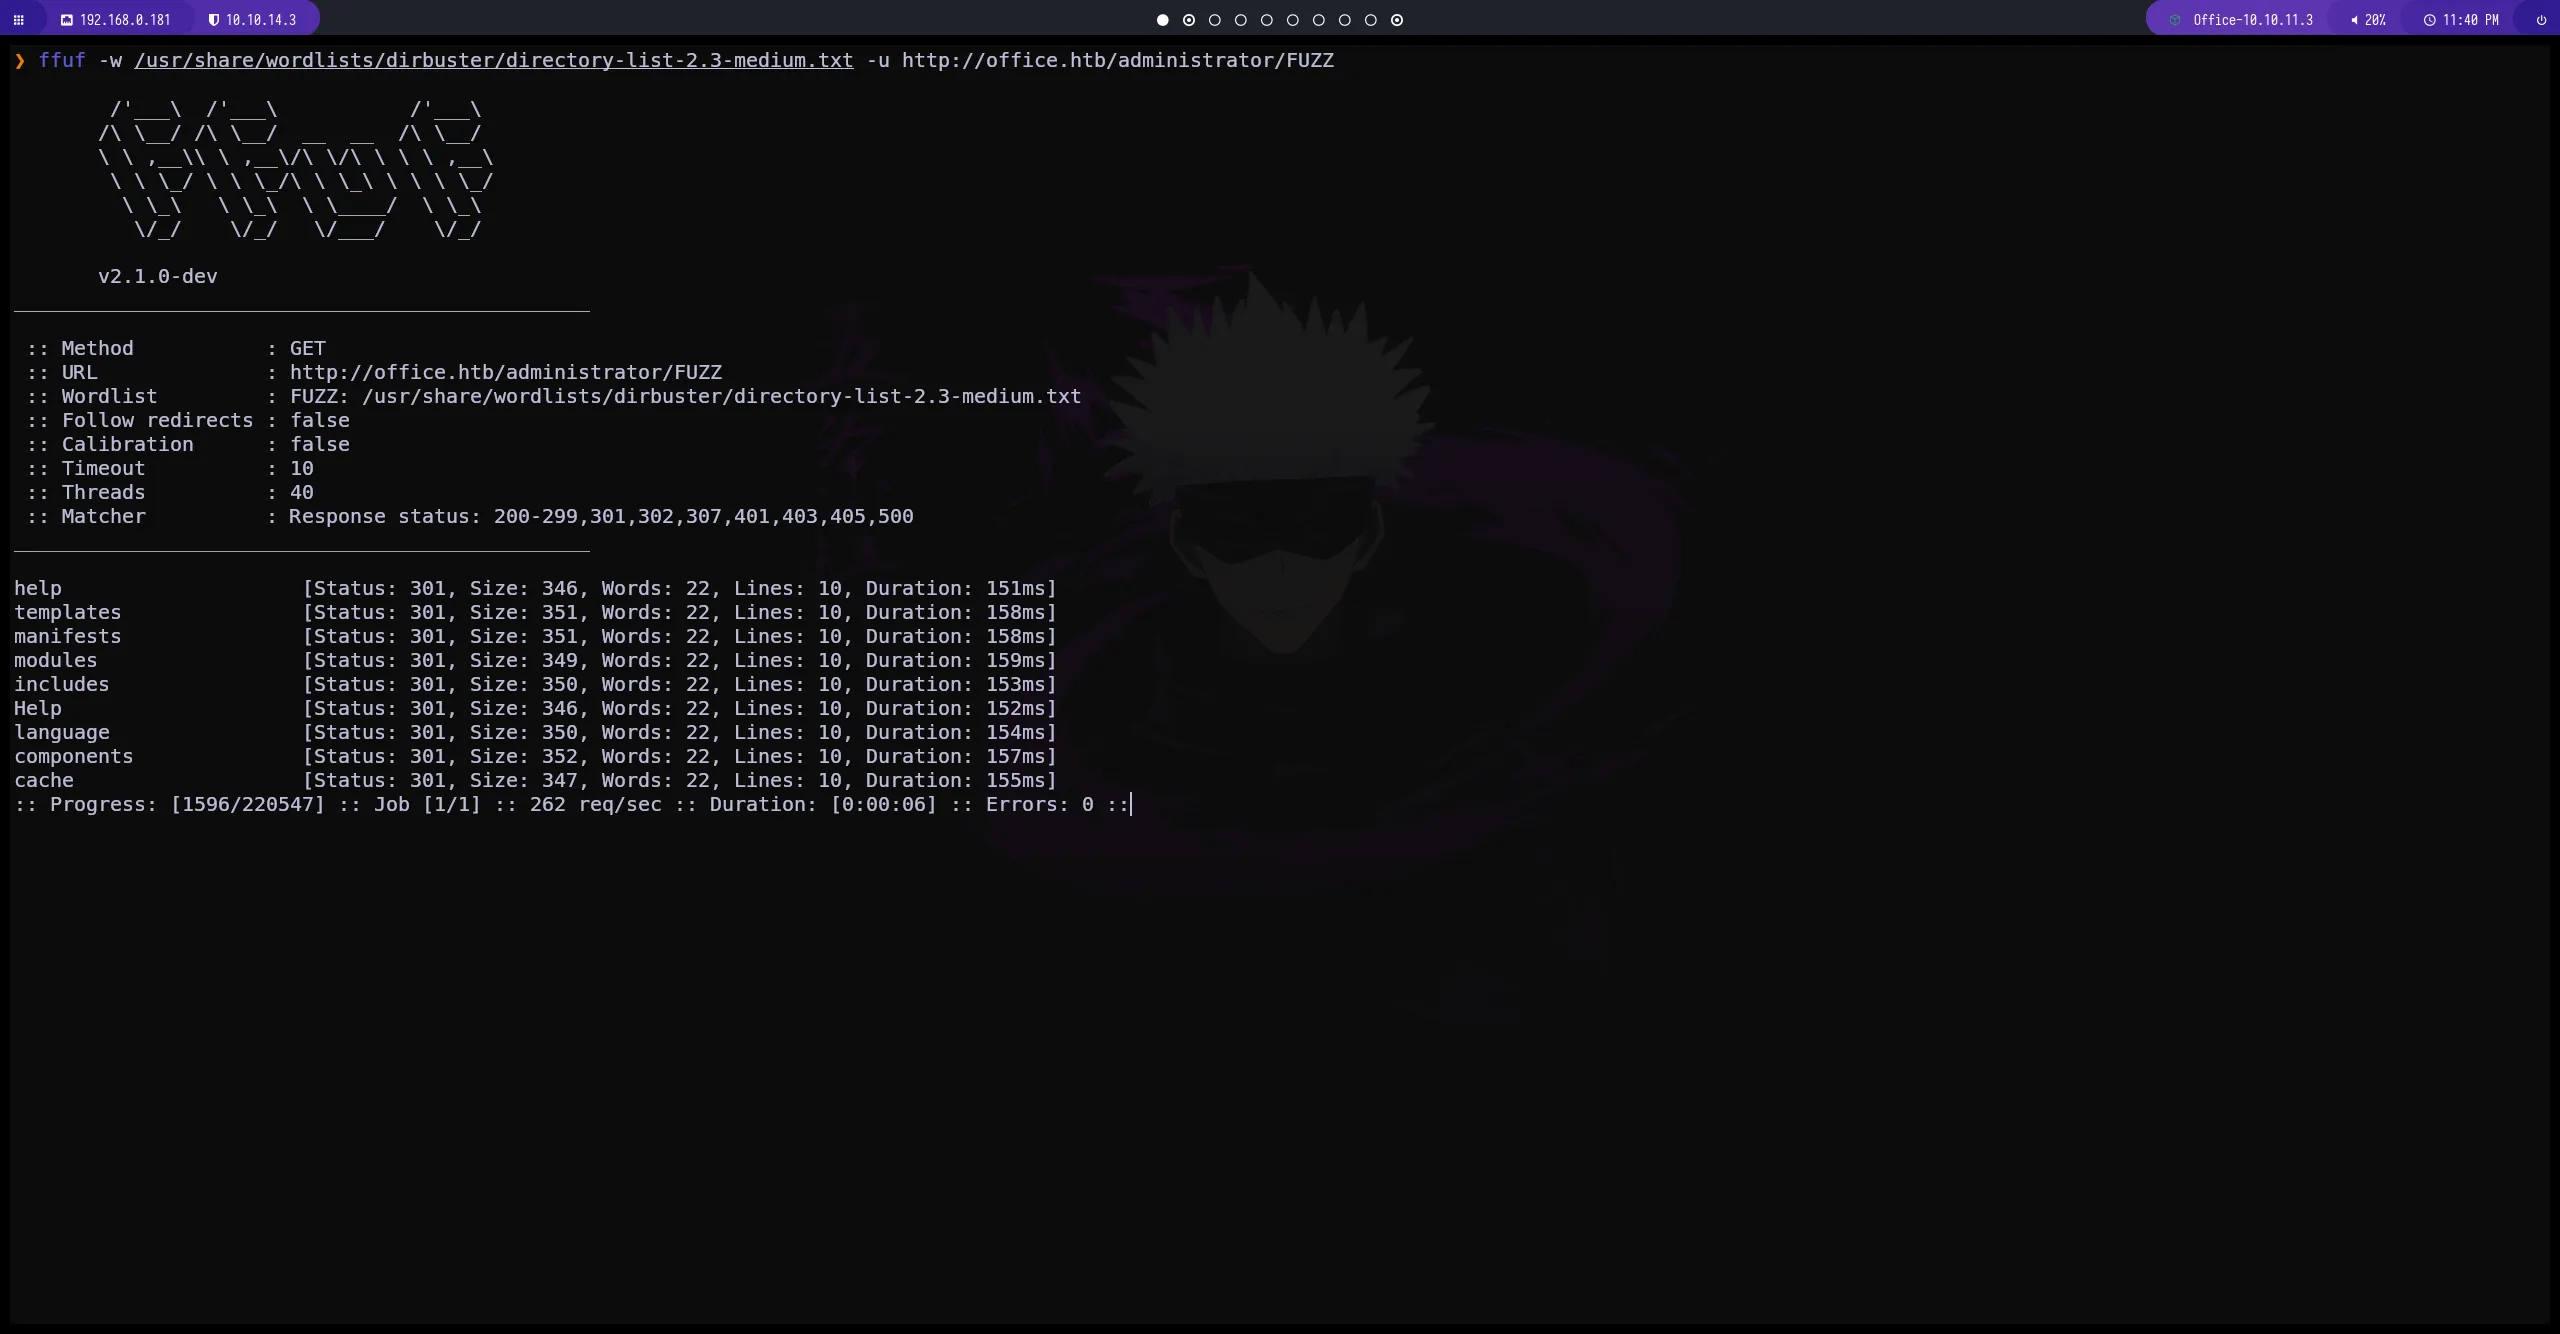 192.168.0.181 10.10.14.3 Office-10.10.11.3 20% 11:40 PM
❯ ffuf -w /usr/share/wordlists/dirbuster/directory-list-2.3-medium.txt -u http://office.htb/administrator/FUZZ
        /'___\  /'___\           /'___\
       /\ \__/ /\ \__/  __  __  /\ \__/
       \ \ ,__\\ \ ,__\/\ \/\ \ \ \ ,__\
        \ \ \_/ \ \ \_/\ \ \_\ \ \ \ \_/
         \ \_\   \ \_\  \ \____/  \ \_\
          \/_/    \/_/   \/___/    \/_/
v2.1.0-dev
________________________________________________
:: Method : GET
:: URL : http://office.htb/administrator/FUZZ
:: Wordlist : FUZZ: /usr/share/wordlists/dirbuster/directory-list-2.3-medium.txt
:: Follow redirects : false
:: Calibration : false
:: Timeout : 10
:: Threads : 40
:: Matcher : Response status: 200-299,301,302,307,401,403,405,500
________________________________________________
help [Status: 301, Size: 346, Words: 22, Lines: 10, Duration: 151ms]
templates [Status: 301, Size: 351, Words: 22, Lines: 10, Duration: 158ms]
manifests [Status: 301, Size: 351, Words: 22, Lines: 10, Duration: 158ms]
modules [Status: 301, Size: 349, Words: 22, Lines: 10, Duration: 159ms]
includes [Status: 301, Size: 350, Words: 22, Lines: 10, Duration: 153ms]
Help [Status: 301, Size: 346, Words: 22, Lines: 10, Duration: 152ms]
language [Status: 301, Size: 350, Words: 22, Lines: 10, Duration: 154ms]
components [Status: 301, Size: 352, Words: 22, Lines: 10, Duration: 157ms]
cache [Status: 301, Size: 347, Words: 22, Lines: 10, Duration: 155ms]
:: Progress: [1596/220547] :: Job [1/1] :: 262 req/sec :: Duration: [0:00:06] :: Errors: 0 ::